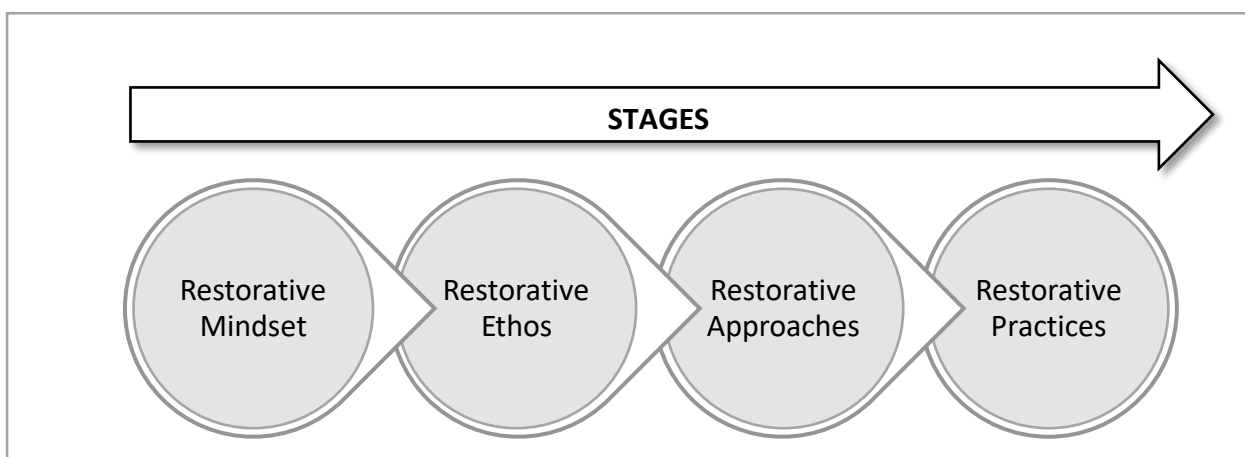 STAGES
Restorative
Mindset
Restorative
Ethos
Restorative
Approaches
Restorative
Practices